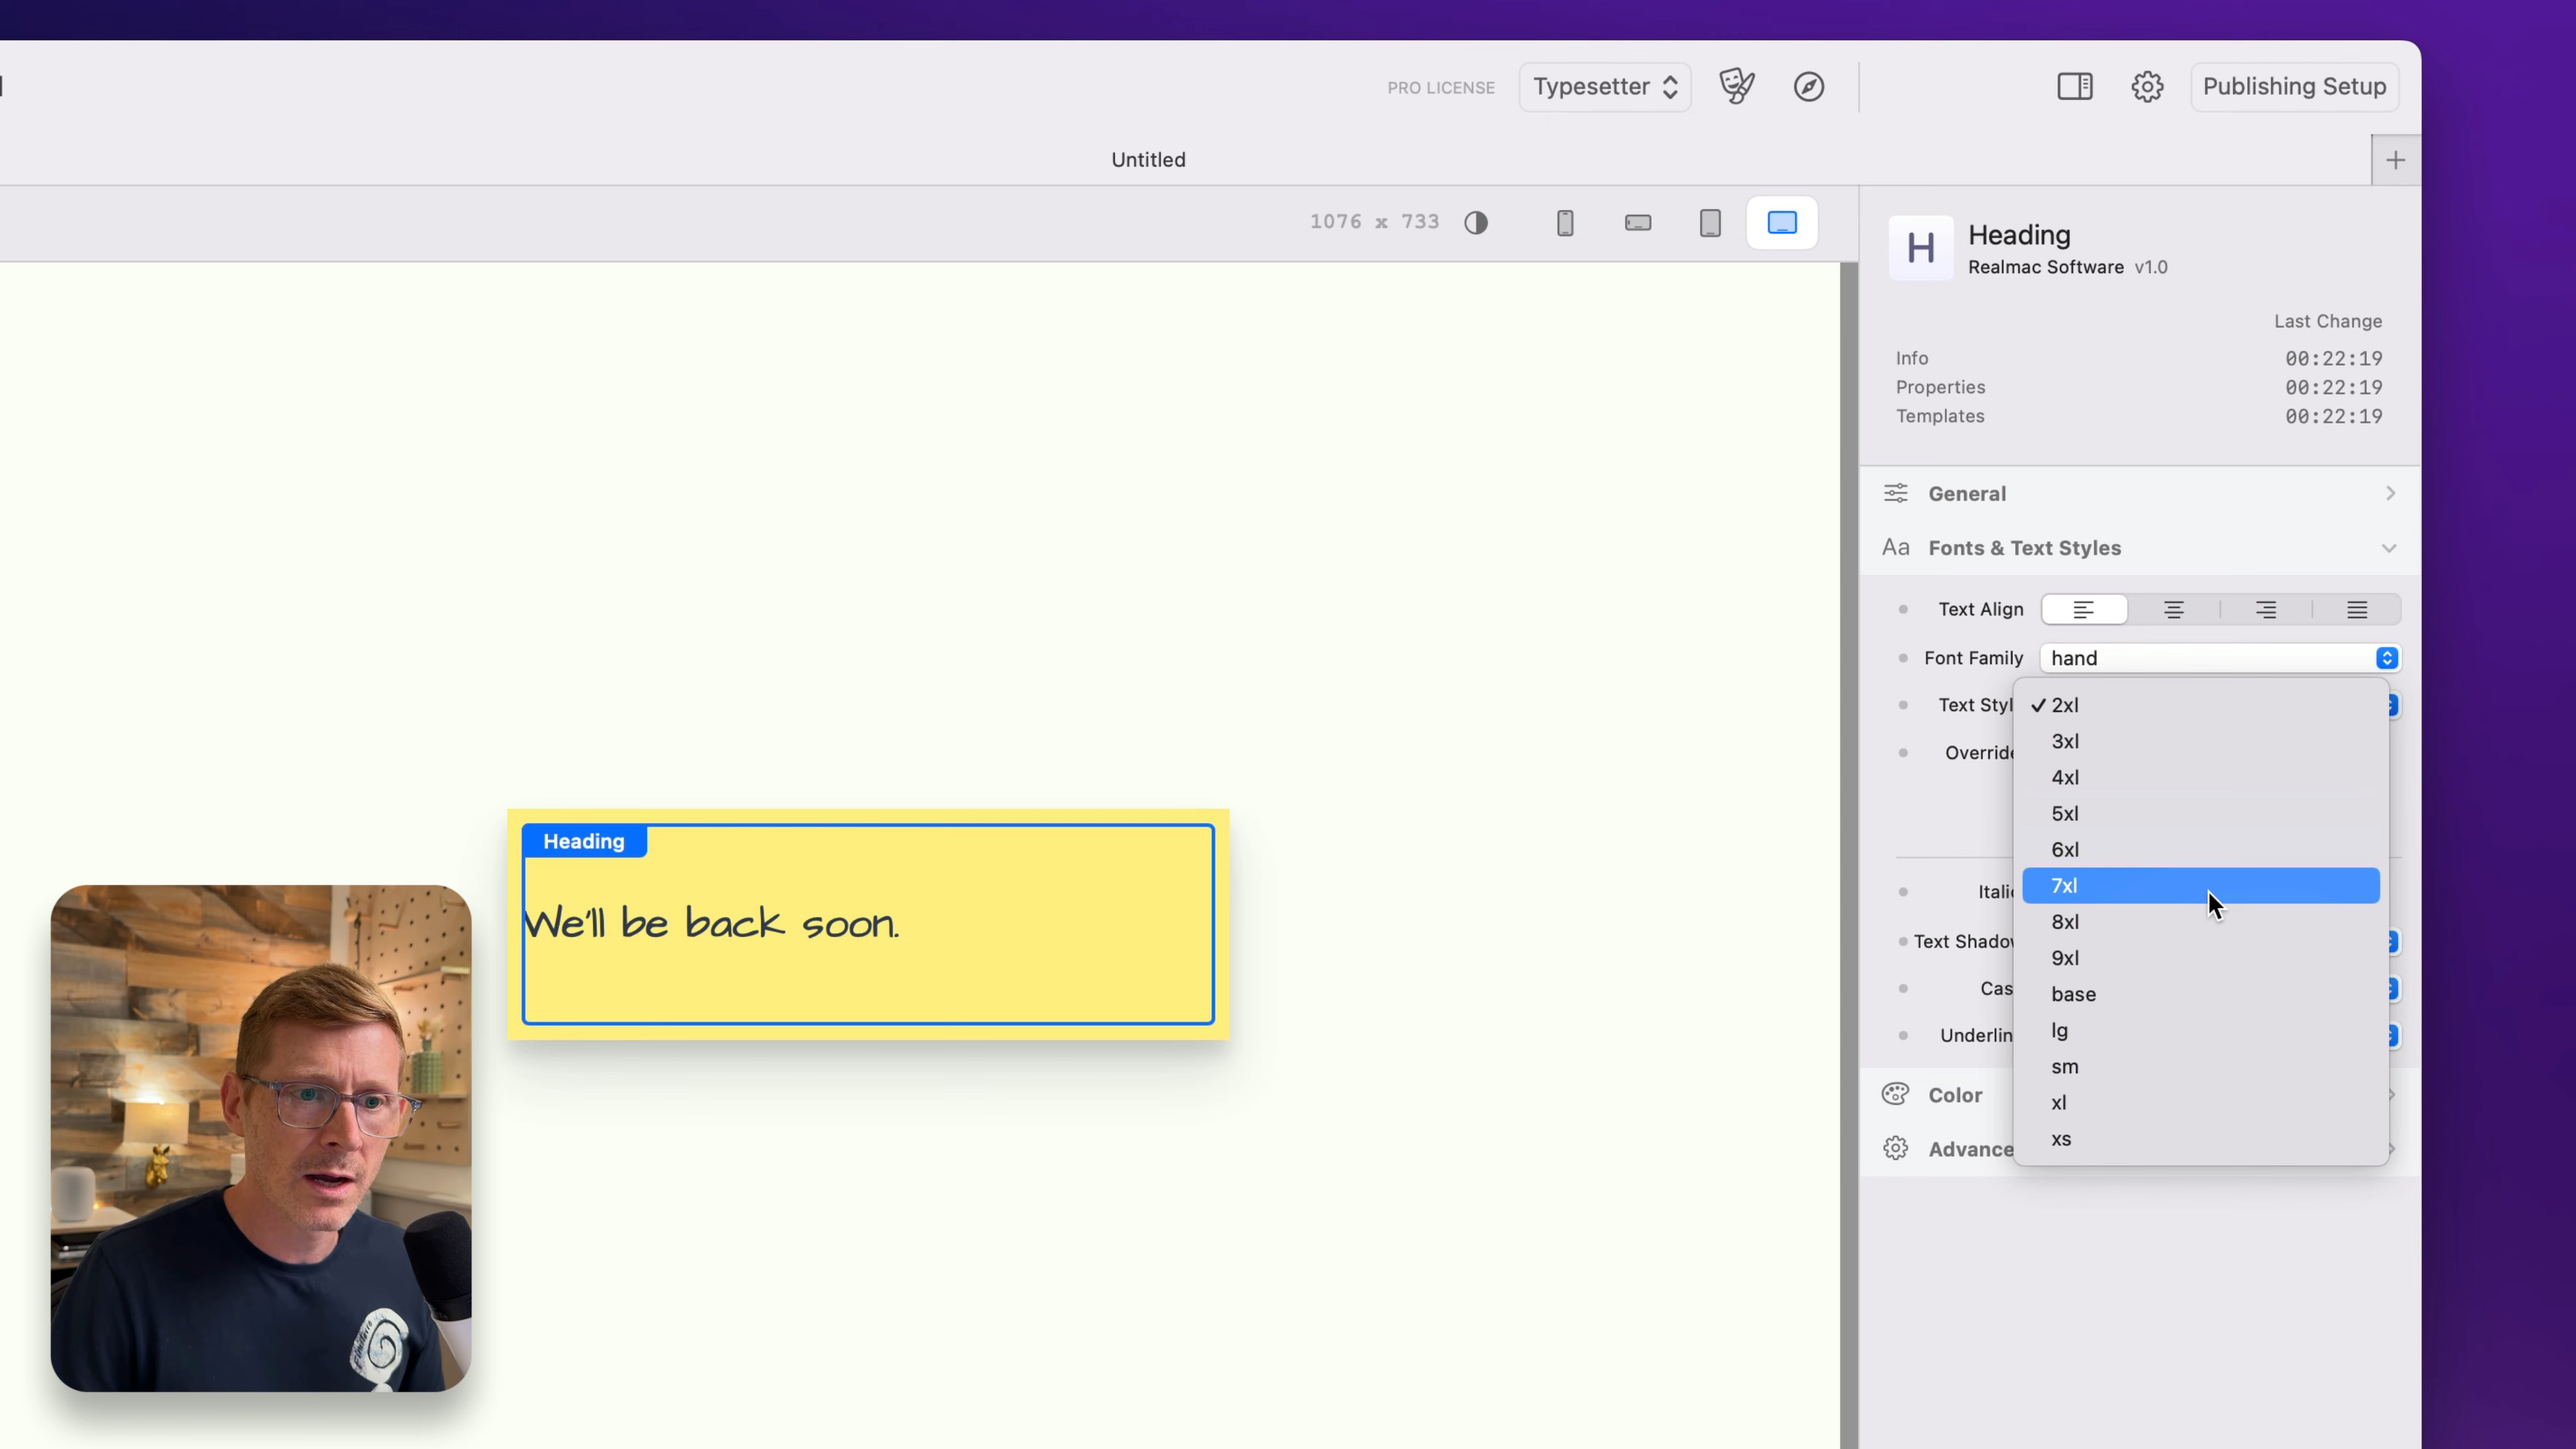 PRO LICENSE
Typesetter
Publishing Setup
Untitled
1076 x 733
H
Heading
Realmac Software v1.0
Last Change
Info 00:22:19
Properties 00:22:19
Templates 00:22:19
General
Aa Fonts & Text Styles
Text Align
Font Family hand
Text Styl
Override
Itali
Text Shadow
Cas
Underlin
✓ 2xl
3xl
4xl
5xl
6xl
7xl
8xl
9xl
base
lg
sm
xl
xs
Color
Advance
Heading
We'll be back soon.